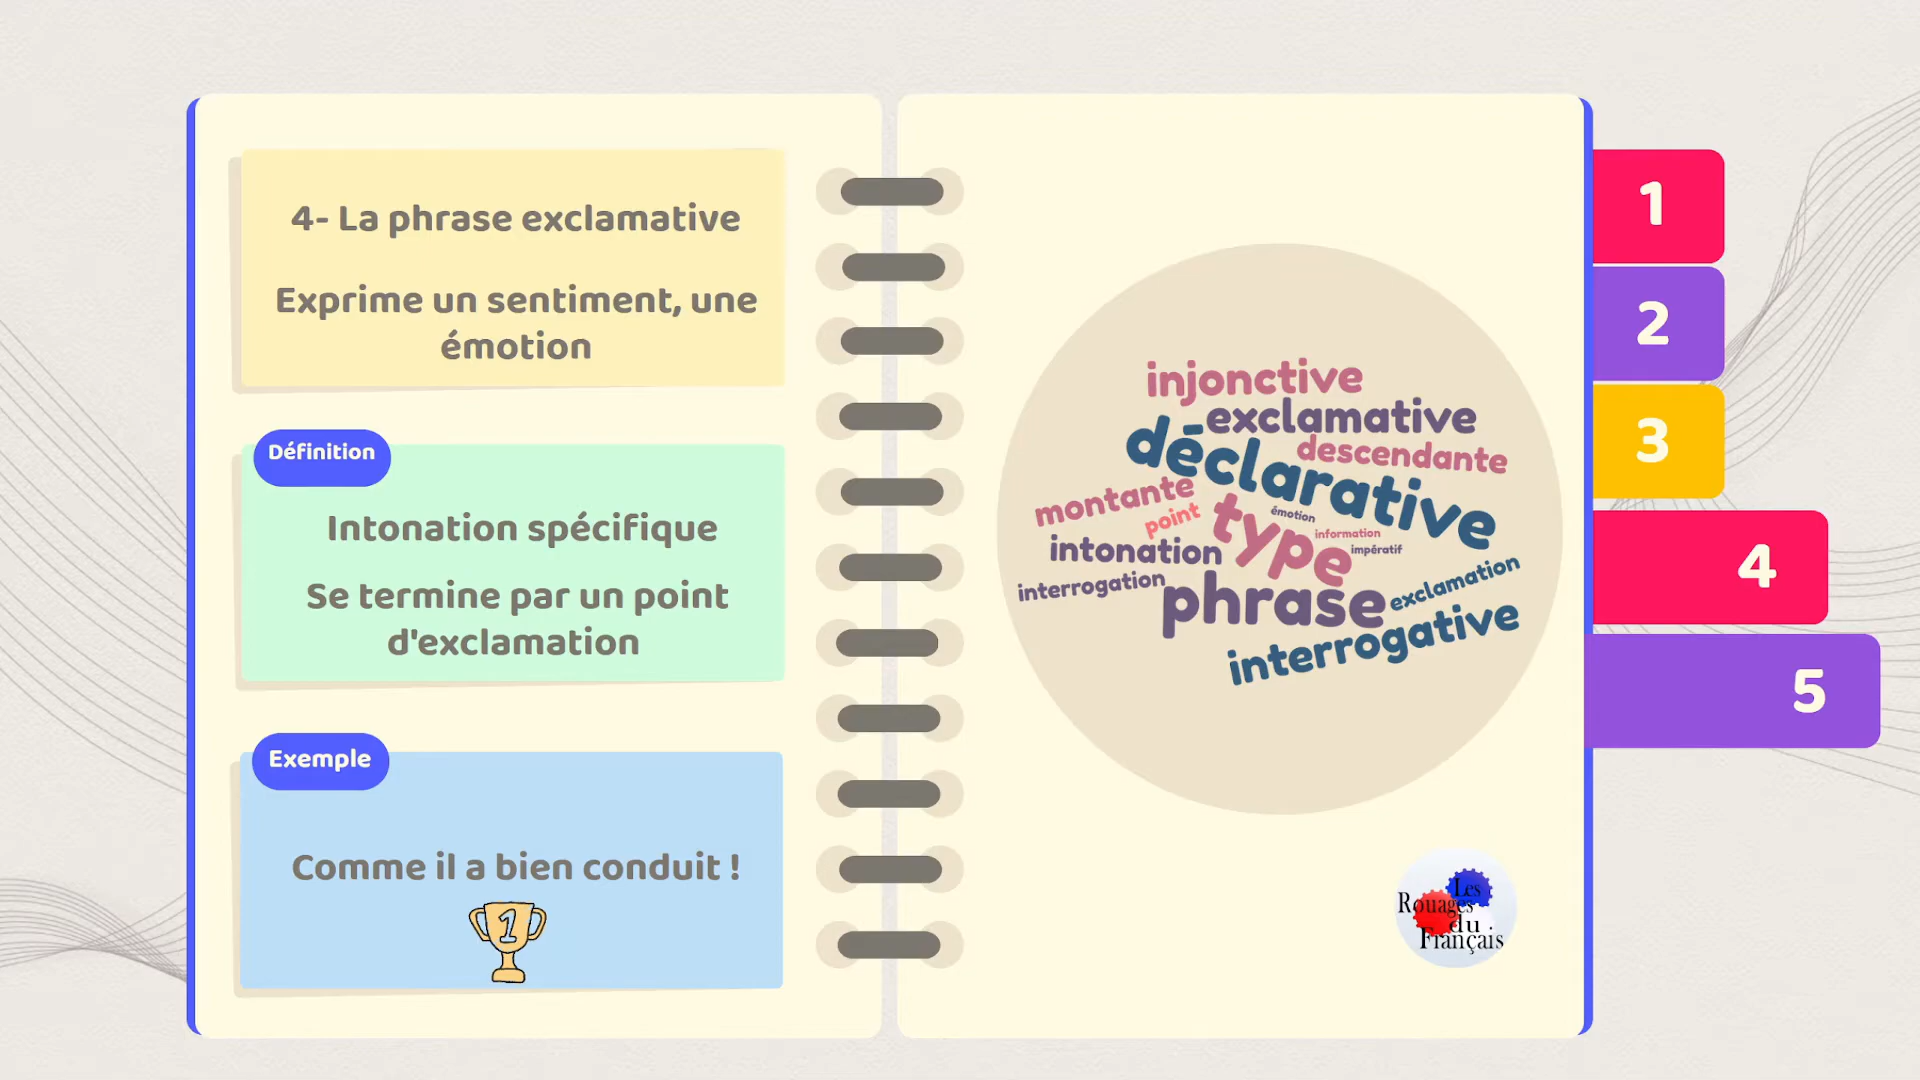 4- La phrase exclamative
Exprime un sentiment, une
émotion
Définition
Intonation spécifique
Se termine par un point
d'exclamation
Exemple
Comme il a bien conduit !
1
injonctive
exclamative
déclarative
descendante
montante
point
type
émotion
information
impératif
intonation
interrogation
phrase
exclamation
interrogative
Les
Rouages
du
Français
1
2
3
4
5